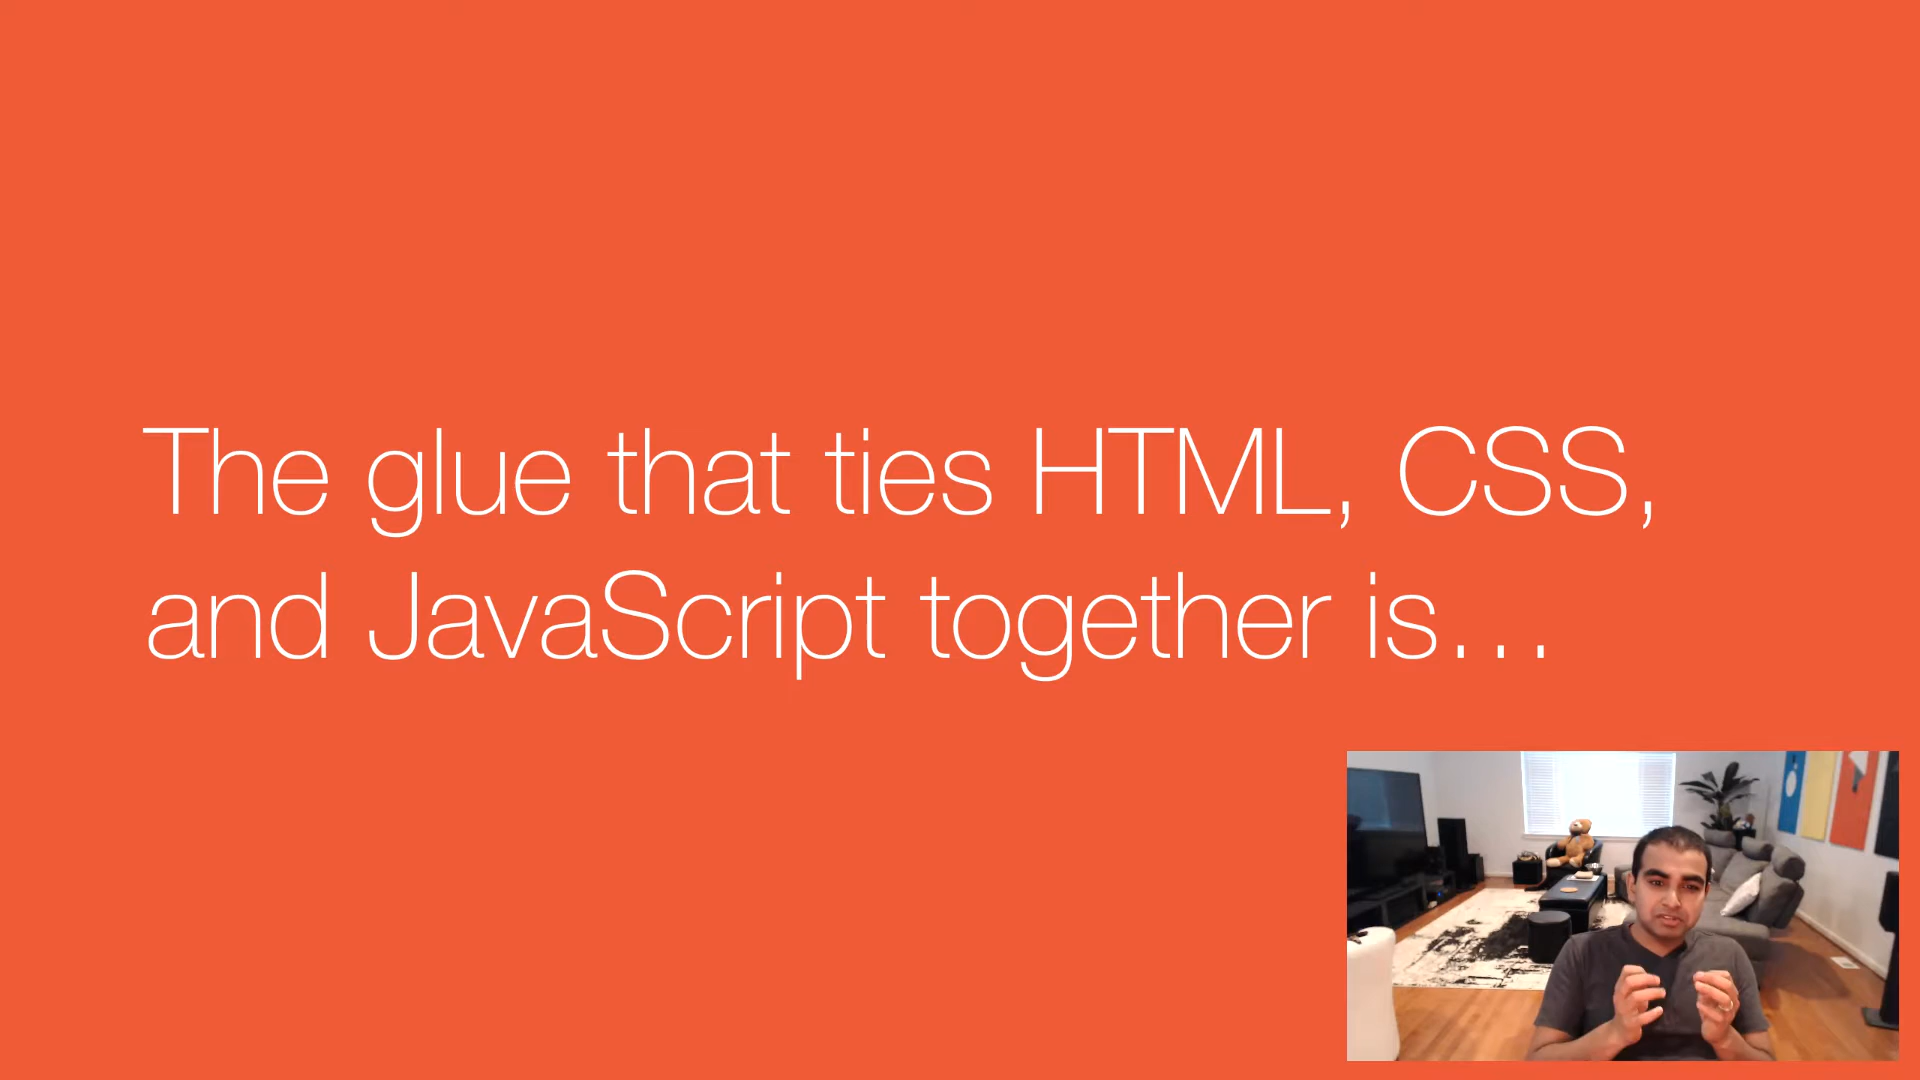 The glue that ties HTML, CSS,
and JavaScript together is…